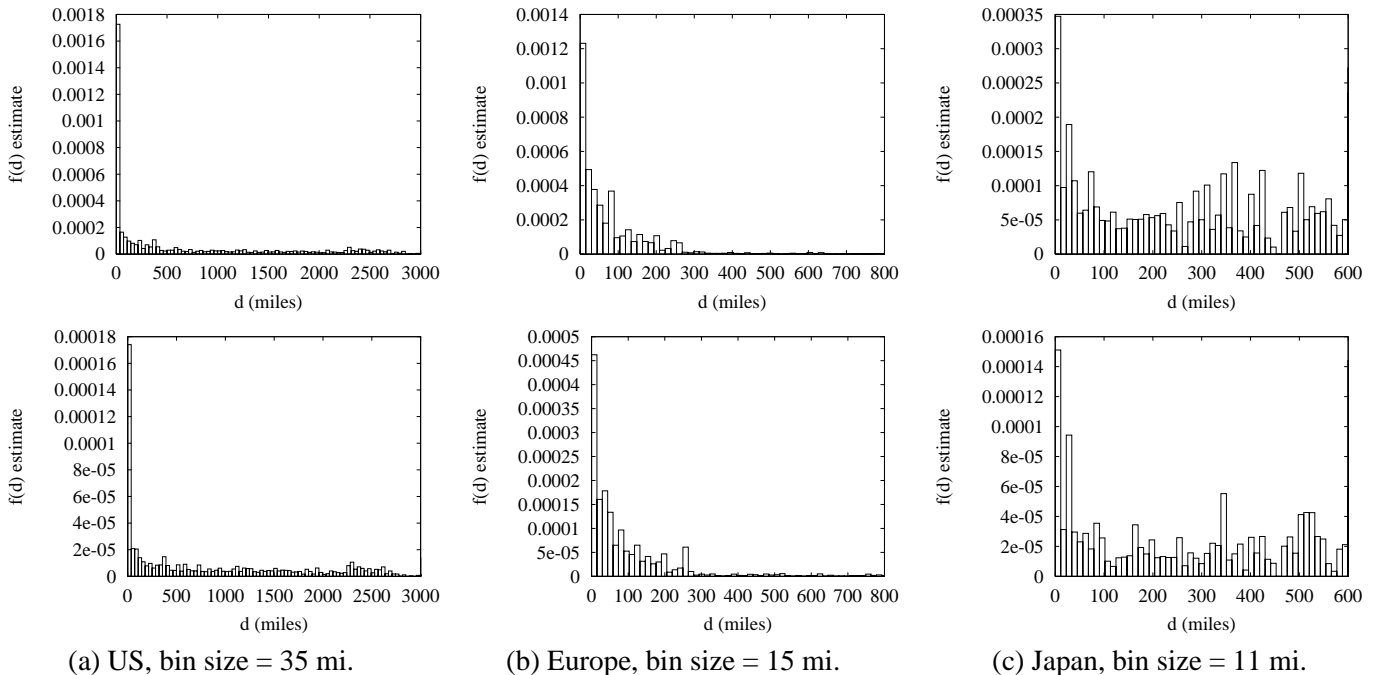 0.0018
0.0016
0.0014
0.0012
0.001
0.0008
0.0006
0.0004
0.0002
0
f(d) estimate
0 500 1000 1500 2000 2500 3000
d (miles)
0.0014
0.0012
0.001
0.0008
0.0006
0.0004
0.0002
0
f(d) estimate
0 100 200 300 400 500 600 700 800
d (miles)
0.00035
0.0003
0.00025
0.0002
0.00015
0.0001
5e-05
0
f(d) estimate
0 100 200 300 400 500 600
d (miles)
0.00018
0.00016
0.00014
0.00012
0.0001
8e-05
6e-05
4e-05
2e-05
0
f(d) estimate
0 500 1000 1500 2000 2500 3000
d (miles)
0.0005
0.00045
0.0004
0.00035
0.0003
0.00025
0.0002
0.00015
0.0001
5e-05
0
f(d) estimate
0 100 200 300 400 500 600 700 800
d (miles)
0.00016
0.00014
0.00012
0.0001
8e-05
6e-05
4e-05
2e-05
0
f(d) estimate
0 100 200 300 400 500 600
d (miles)
(a) US, bin size = 35 mi.
(b) Europe, bin size = 15 mi.
(c) Japan, bin size = 11 mi.